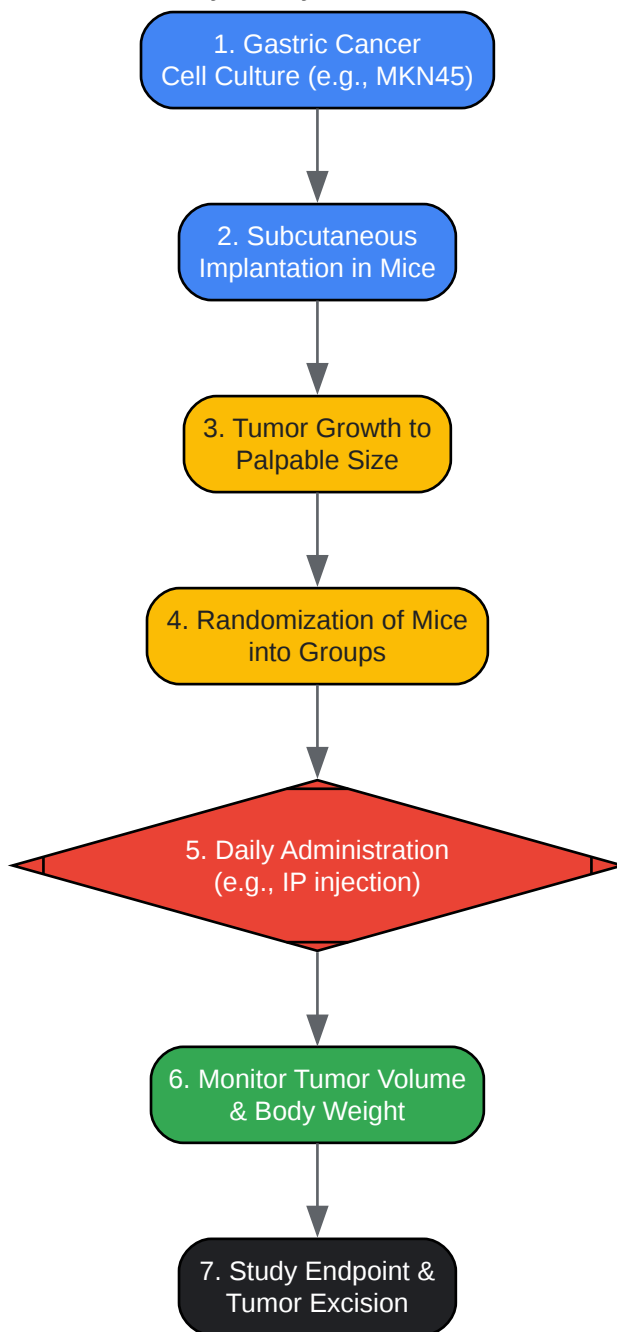 1. Gastric Cancer
Cell Culture (e.g., MKN45)
2. Subcutaneous
Implantation in Mice
3. Tumor Growth to
Palpable Size
4. Randomization of Mice
into Groups
5. Daily Administration
(e.g., IP injection)
6. Monitor Tumor Volume
& Body Weight
7. Study Endpoint &
Tumor Excision